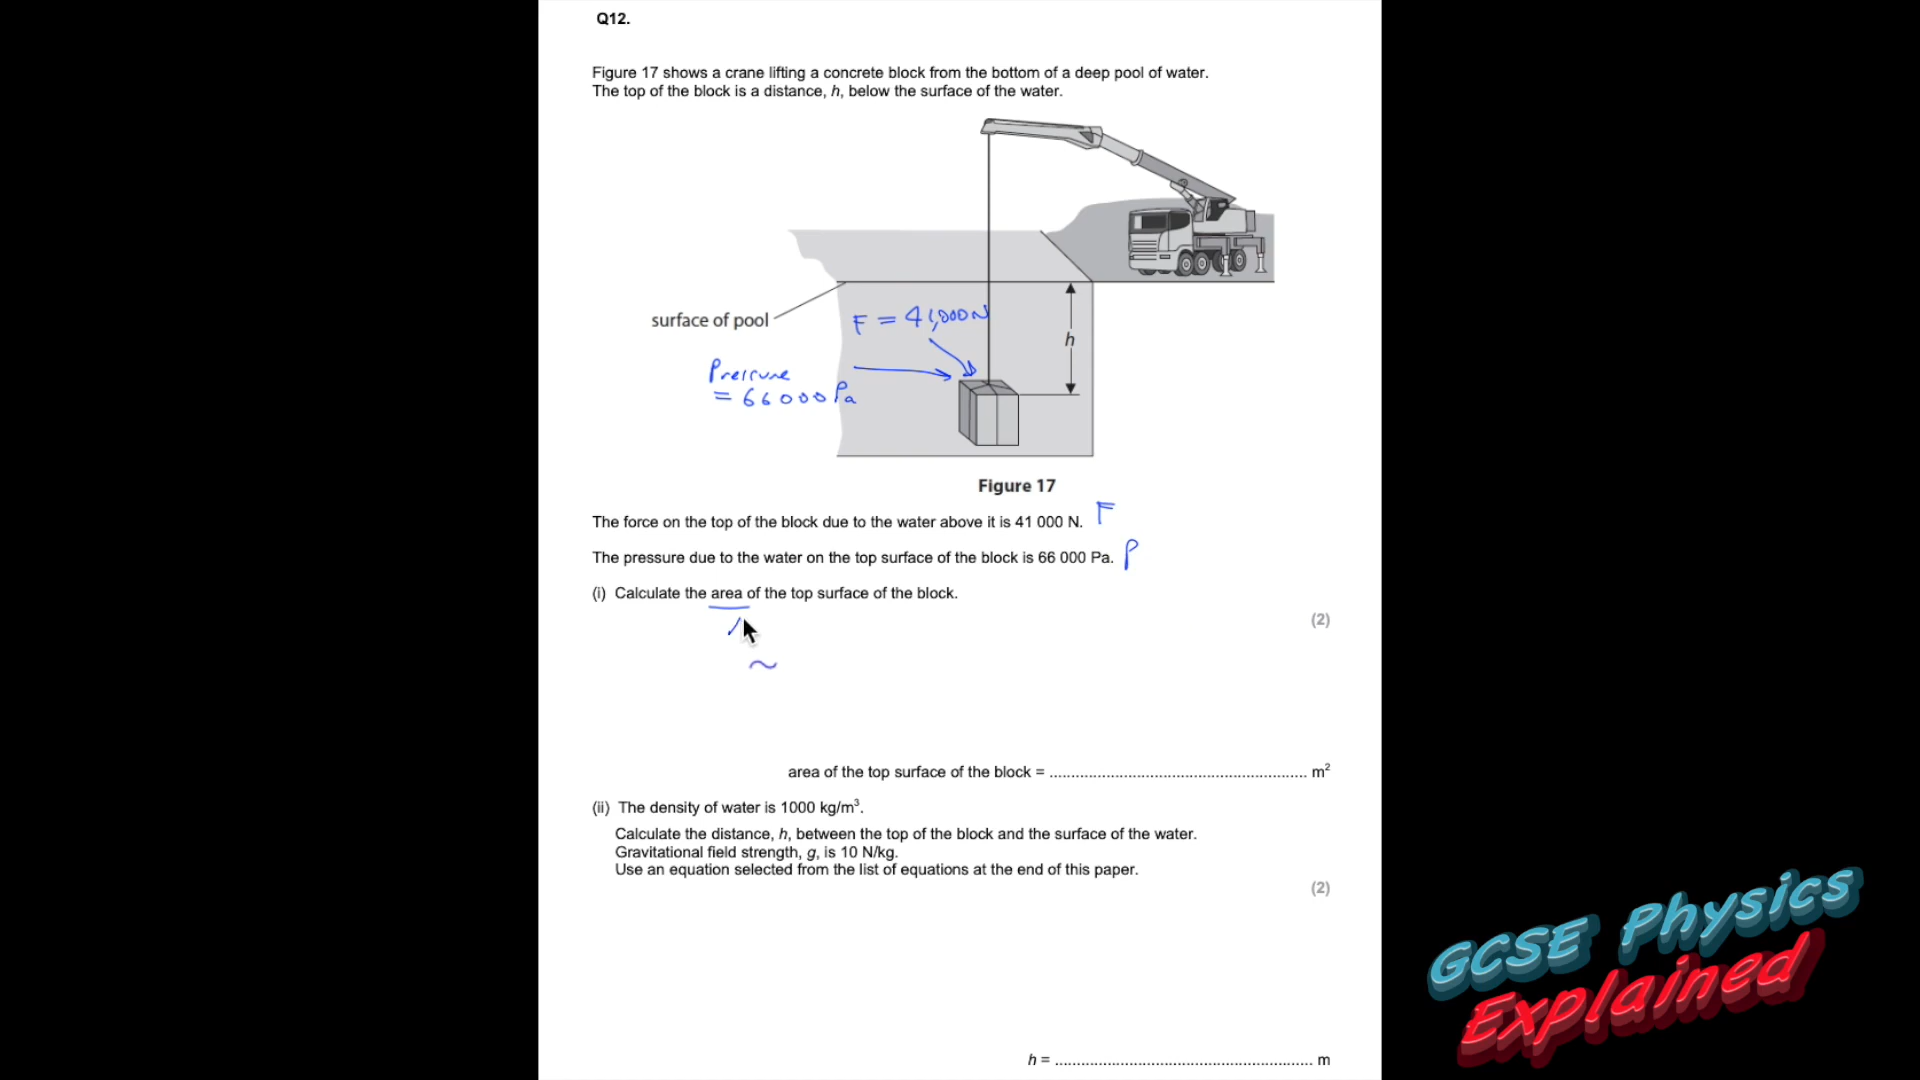 Q12.
Figure 17 shows a crane lifting a concrete block from the bottom of a deep pool of water.
The top of the block is a distance, h, below the surface of the water.
surface of pool
F = 41,000N
h
Pressure
= 66000Pa
Figure 17
The force on the top of the block due to the water above it is 41 000 N. F
The pressure due to the water on the top surface of the block is 66 000 Pa. P
(i) Calculate the area of the top surface of the block.
(2)
area of the top surface of the block = ............................................................ m²
(ii) The density of water is 1000 kg/m³.
Calculate the distance, h, between the top of the block and the surface of the water.
Gravitational field strength, g, is 10 N/kg.
Use an equation selected from the list of equations at the end of this paper.
(2)
h = ............................................................ m
GCSE Physics
Explained